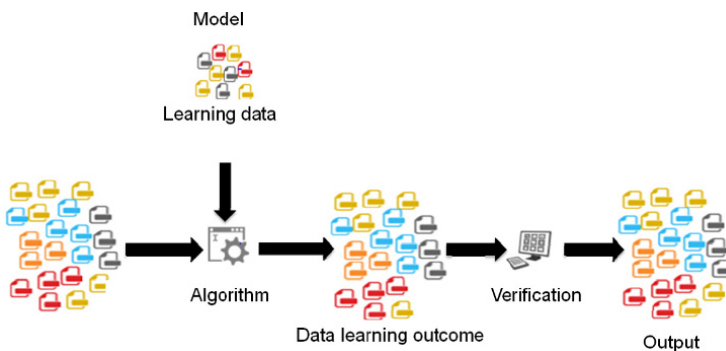 Model
Learning data
Algorithm
Data learning outcome
Verification
Output